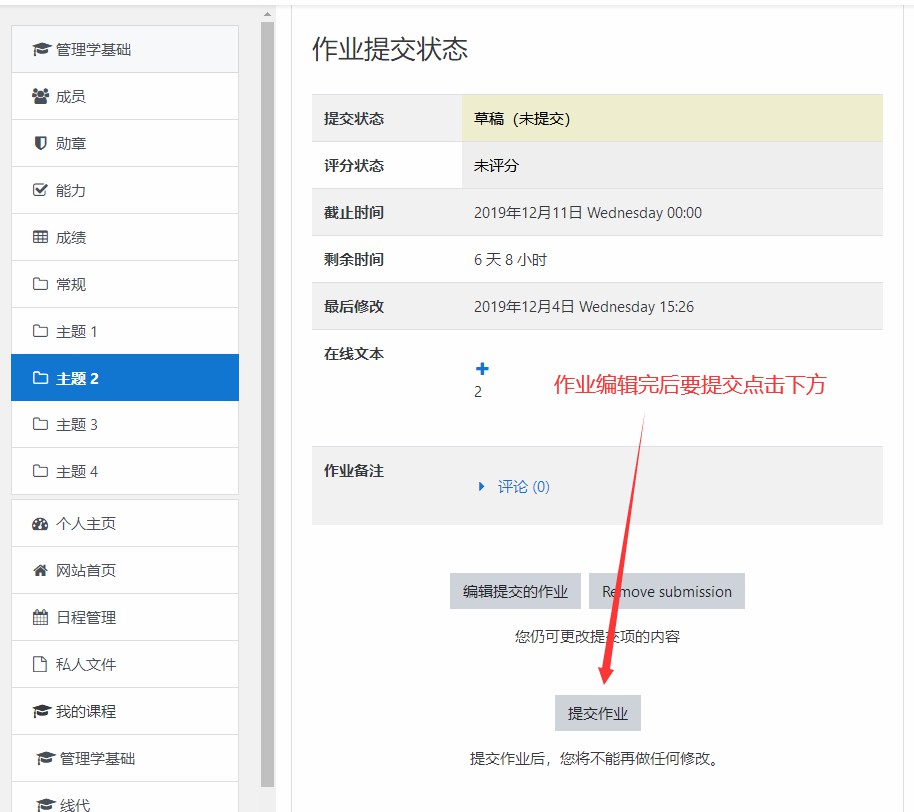 管理学基础
成员
勋章
能力
成绩
常规
主题 1
主题 2
主题 3
主题 4
个人主页
网站首页
日程管理
私人文件
我的课程
管理学基础
线代
作业提交状态
提交状态 草稿（未提交）
评分状态 未评分
截止时间 2019年12月11日 Wednesday 00:00
剩余时间 6 天 8 小时
最后修改 2019年12月4日 Wednesday 15:26
在线文本
2
作业编辑完后要提交点击下方
作业备注
评论 (0)
编辑提交的作业 Remove submission
您仍可更改提交项的内容
提交作业
提交作业后，您将不能再做任何修改。